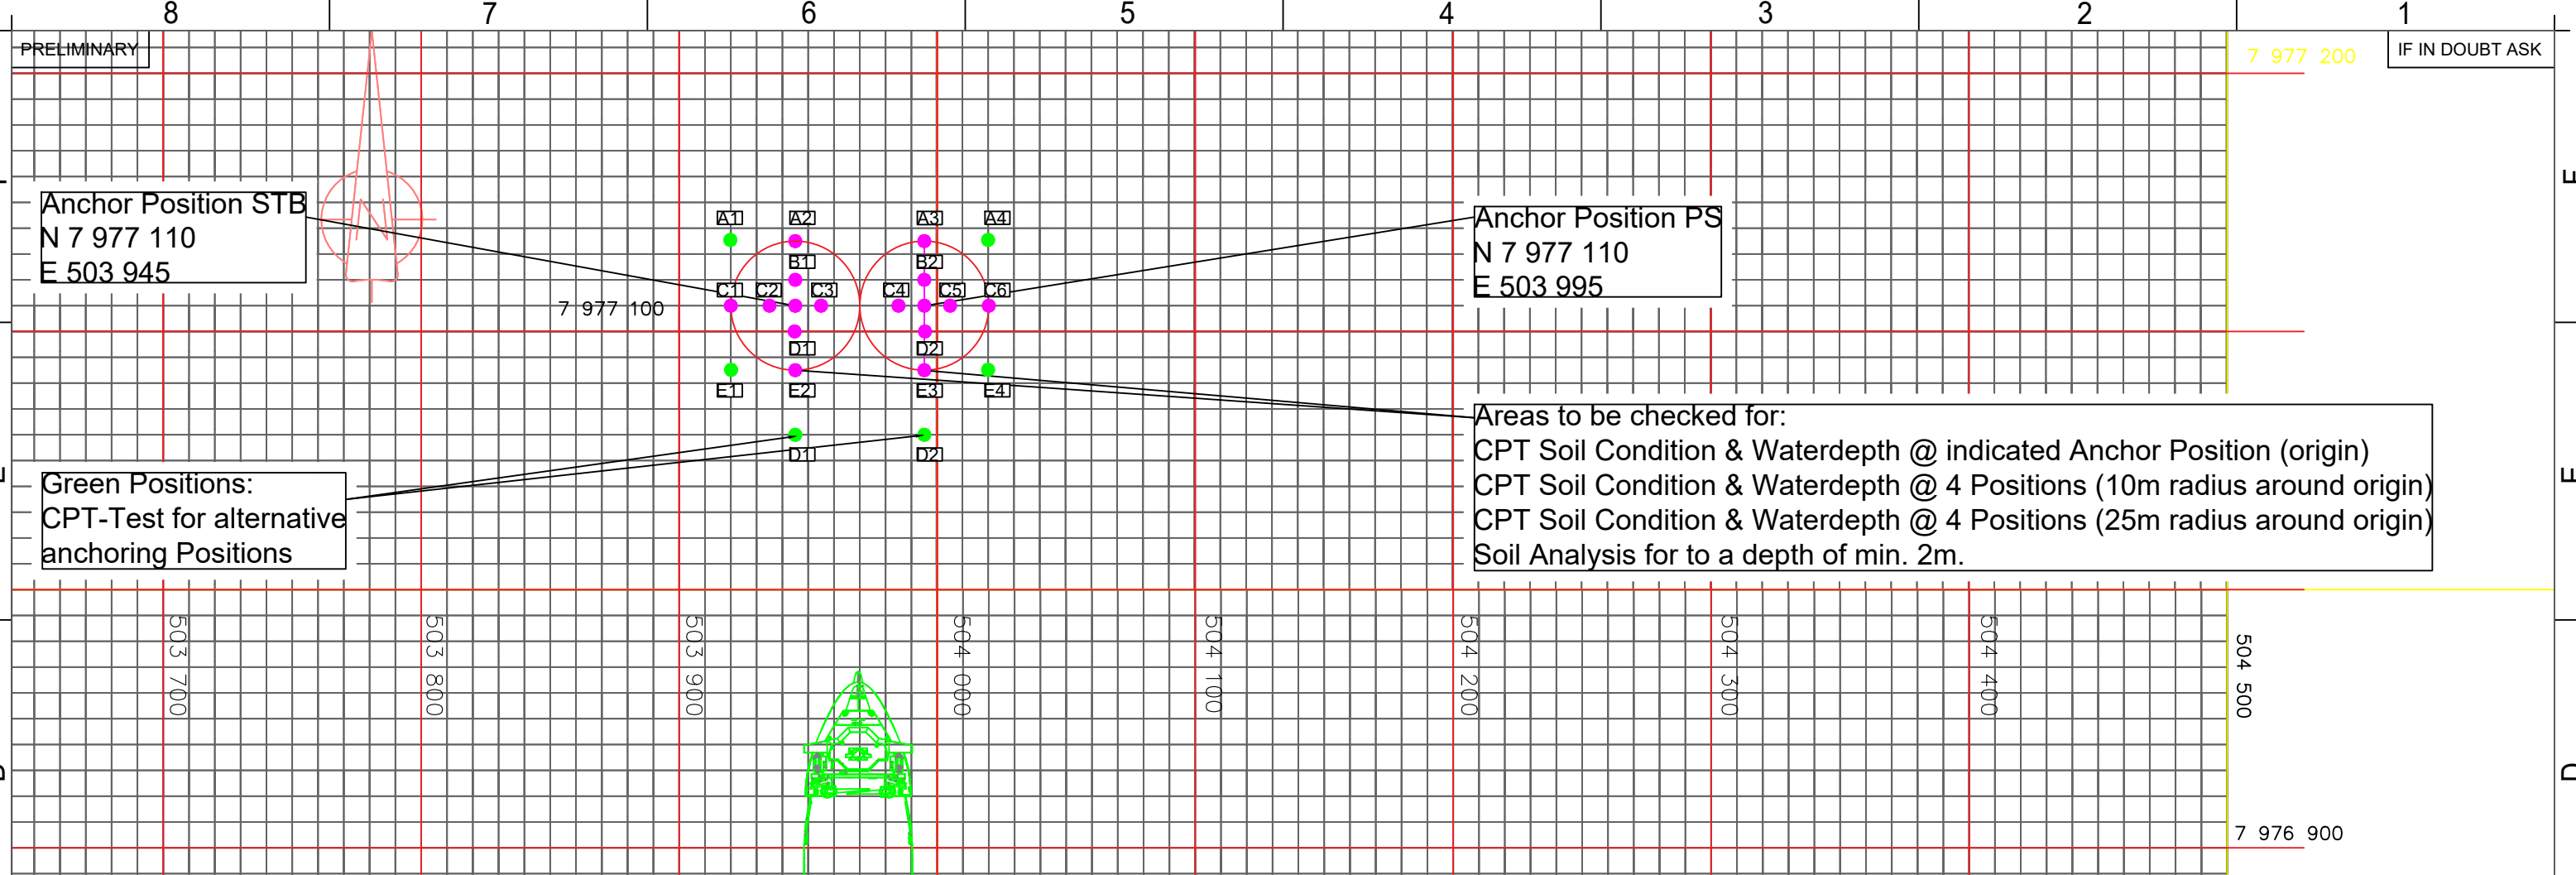 8 7 6 5 4 3 2 1
PRELIMINARY
7 977 200
IF IN DOUBT ASK
N
Anchor Position STB
N 7 977 110
E 503 945
Anchor Position PS
N 7 977 110
E 503 995
A1 A2 A3 A4
B1 B2
C1 C2 C3 C4 C5 C6
7 977 100
D1 D2
E1 E2 E3 E4
D1 D2
Green Positions:
CPT-Test for alternative
anchoring Positions
Areas to be checked for:
CPT Soil Condition & Waterdepth @ indicated Anchor Position (origin)
CPT Soil Condition & Waterdepth @ 4 Positions (10m radius around origin)
CPT Soil Condition & Waterdepth @ 4 Positions (25m radius around origin)
Soil Analysis for to a depth of min. 2m.
503 700
503 800
503 900
504 000
504 100
504 200
504 300
504 400
504 500
7 976 900
D